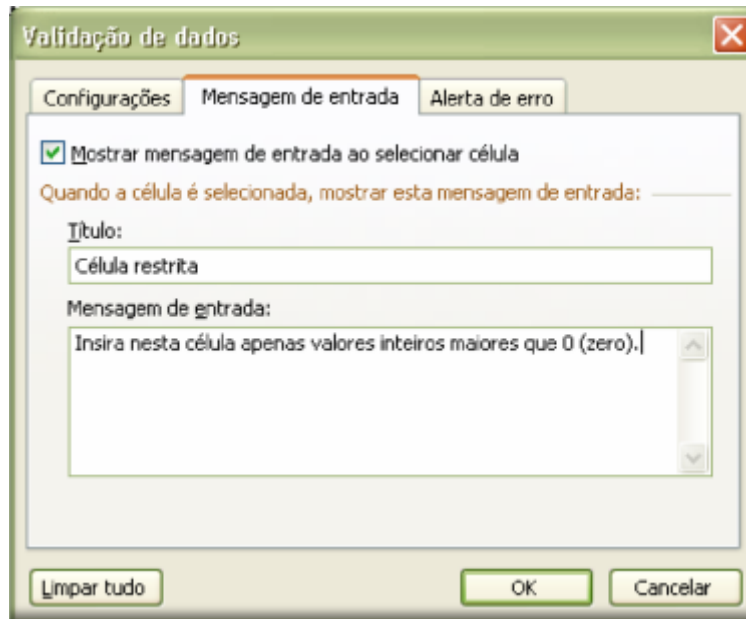 Validação de dados
Configurações Mensagem de entrada Alerta de erro
Mostrar mensagem de entrada ao selecionar célula
Quando a célula é selecionada, mostrar esta mensagem de entrada:
Título:
Célula restrita
Mensagem de entrada:
Insira nesta célula apenas valores inteiros maiores que 0 (zero).
Limpar tudo OK Cancelar